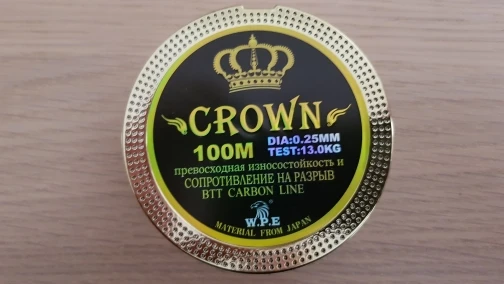 CROWN
100M
DIA:0.25MM
TEST:13.0KG
превосходная износостойкость и
СОПРОТИВЛЕНИЕ НА РАЗРЫВ
BTT CARBON LINE
W.P.E
MATERIAL FROM JAPAN